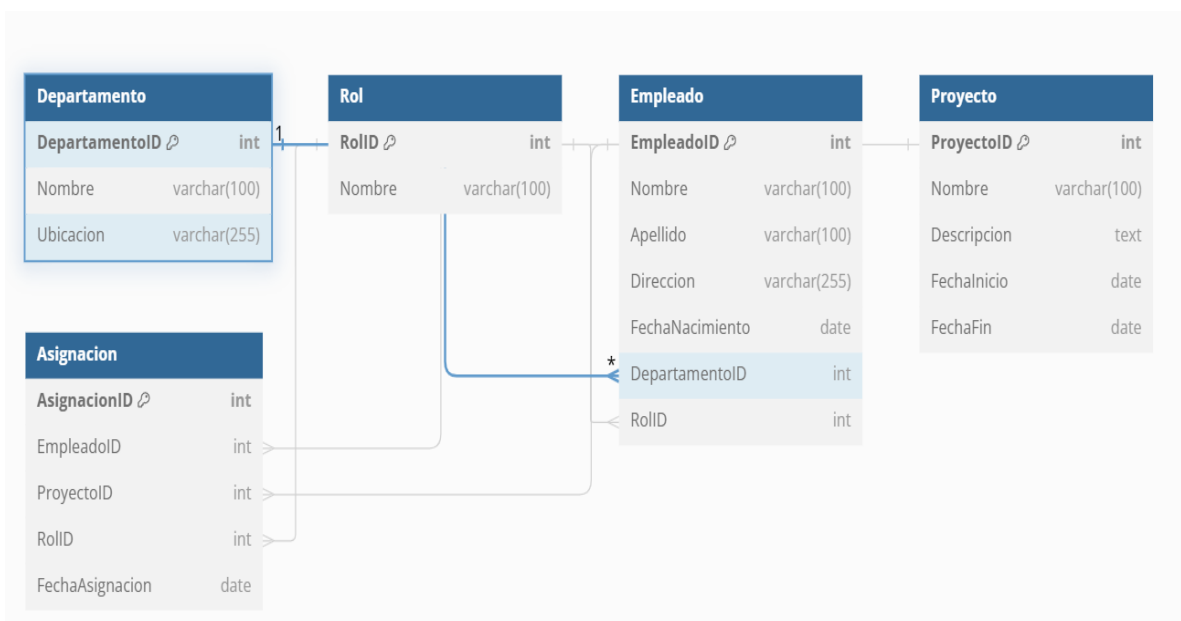 Departamento
DepartamentoID int
Nombre varchar(100)
Ubicacion varchar(255)
1
Rol
RolID int
Nombre varchar(100)
Empleado
EmpleadoID int
Nombre varchar(100)
Apellido varchar(100)
Direccion varchar(255)
FechaNacimiento date
* DepartamentoID int
RolID int
Proyecto
ProyectoID int
Nombre varchar(100)
Descripcion text
FechaInicio date
FechaFin date
Asignacion
AsignacionID int
EmpleadoID int
ProyectoID int
RolID int
FechaAsignacion date